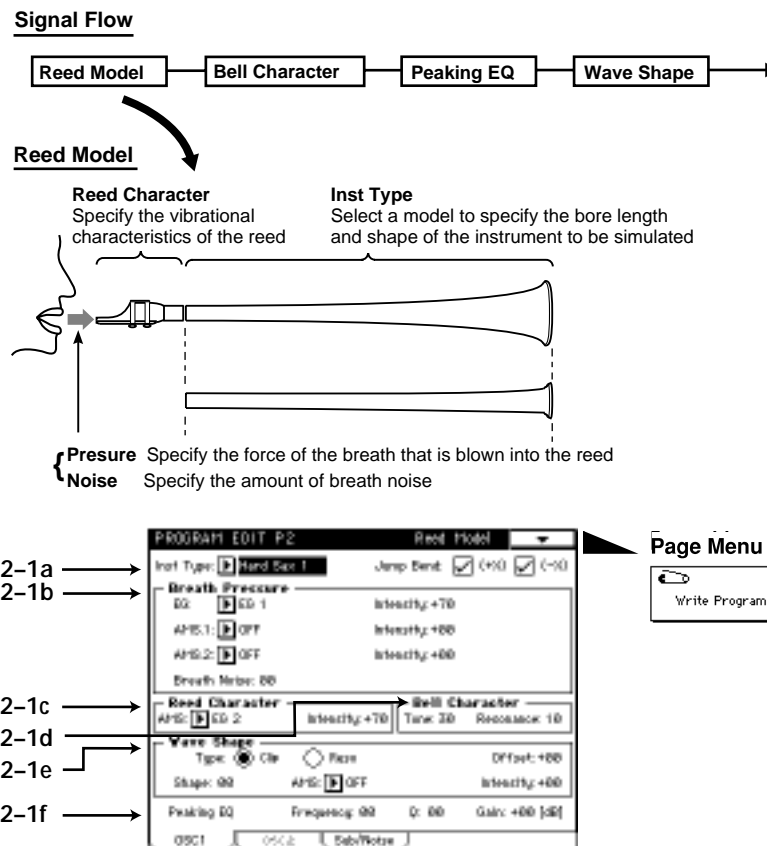 Signal Flow
Reed Model
Bell Character
Peaking EQ
Wave Shape
Reed Model
Reed Character
Specify the vibrational
characteristics of the reed
Inst Type
Select a model to specify the bore length
and shape of the instrument to be simulated
{Presure Specify the force of the breath that is blown into the reed
Noise Specify the amount of breath noise
PROGRAM EDIT P2 Reed Model
Page Menu
Write Program
2–1a
Inst Type: Hard Sax 1 Jump Bend: (+X) (-X)
2–1b
Breath Pressure
EG: EG 1 Intensity:+70
AMS.1: OFF Intensity:+00
AMS.2: OFF Intensity:+00
Breath Noise: 00
2–1c
Reed Character
Bell Character
AMS: EG 2 Intensity:+70
Tune: 30 Resonance: 10
2–1d
2–1e
Wave Shape
Type: Clip Reso Offset:+00
Shape: 00 AMS: OFF Intensity:+00
2–1f
Peaking EQ Frequency: 00 Q: 00 Gain: +00 [dB]
OSC1 OSC2 Sub/Noise